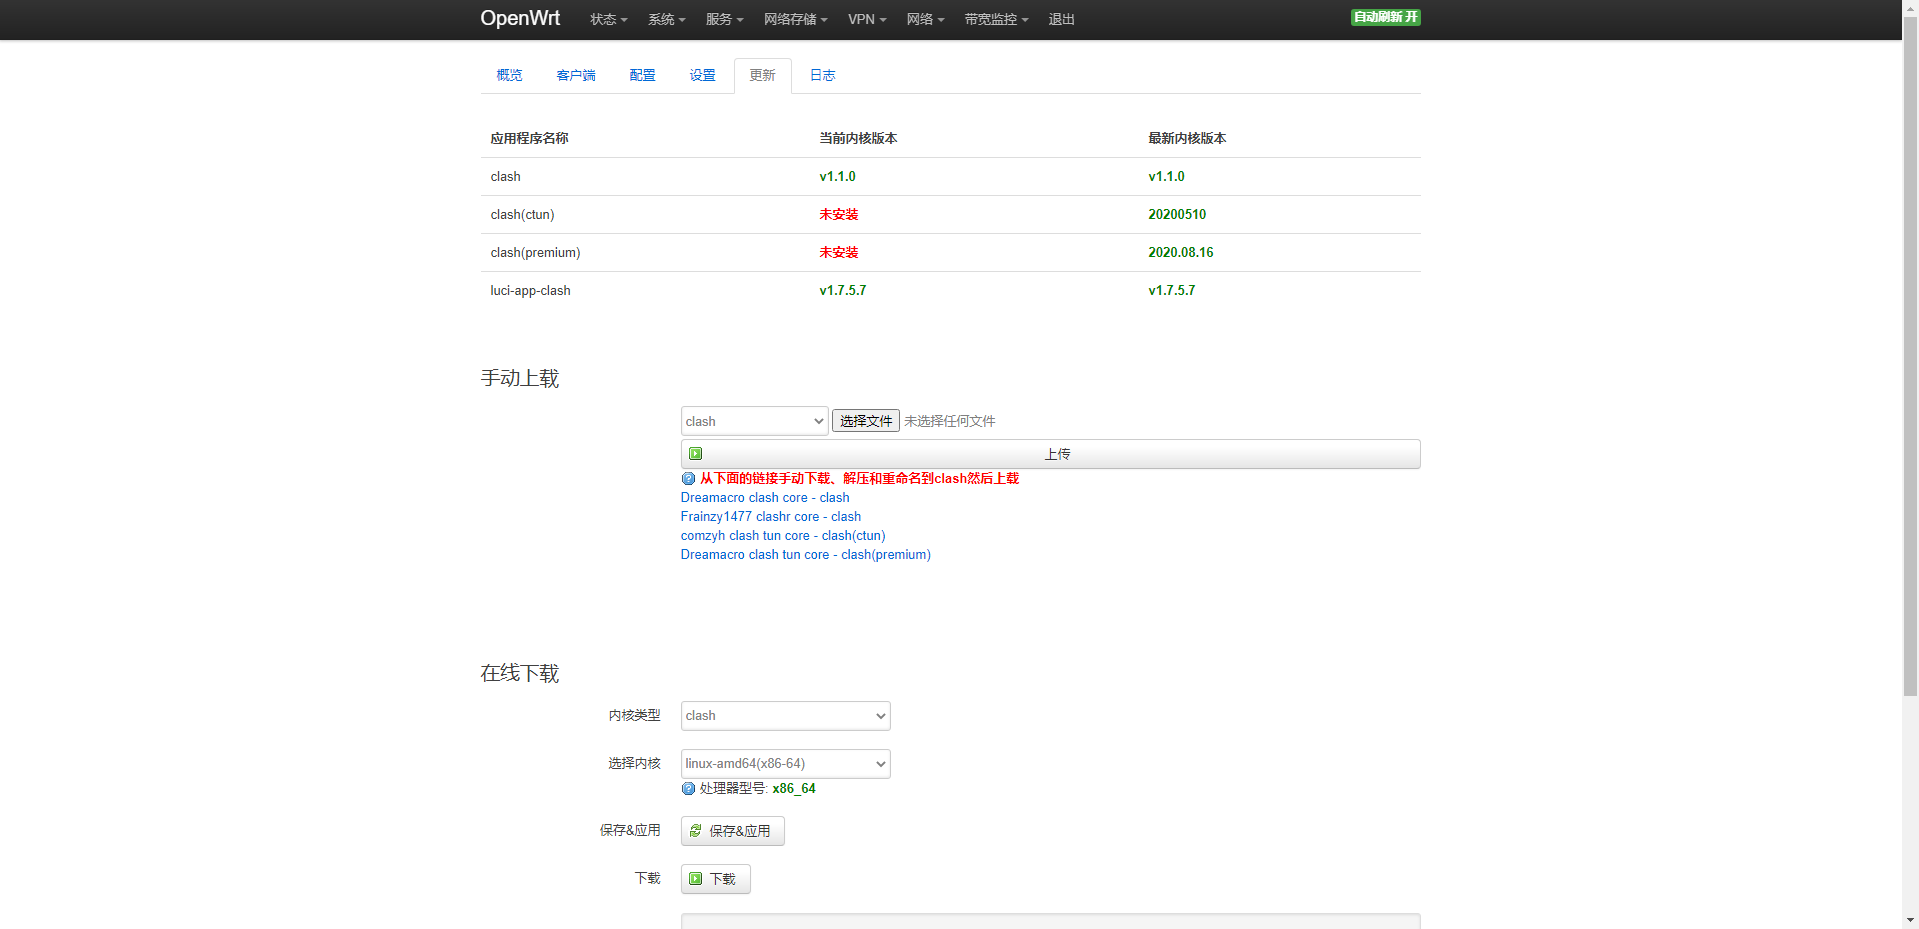 OpenWrt 状态 系统 服务 网络存储 VPN 网络 带宽监控 退出 自动刷新 开
概览 客户端 配置 设置 更新 日志
应用程序名称 当前内核版本 最新内核版本
clash v1.1.0 v1.1.0
clash(ctun) 未安装 20200510
clash(premium) 未安装 2020.08.16
luci-app-clash v1.7.5.7 v1.7.5.7
手动上载
clash 选择文件 未选择任何文件
上传
从下面的链接手动下载、解压和重命名到clash然后上载
Dreamacro clash core - clash
Frainzy1477 clashr core - clash
comzyh clash tun core - clash(ctun)
Dreamacro clash tun core - clash(premium)
在线下载
内核类型 clash
选择内核 linux-amd64(x86-64)
处理器型号: x86_64
保存&应用 保存&应用
下载 下载